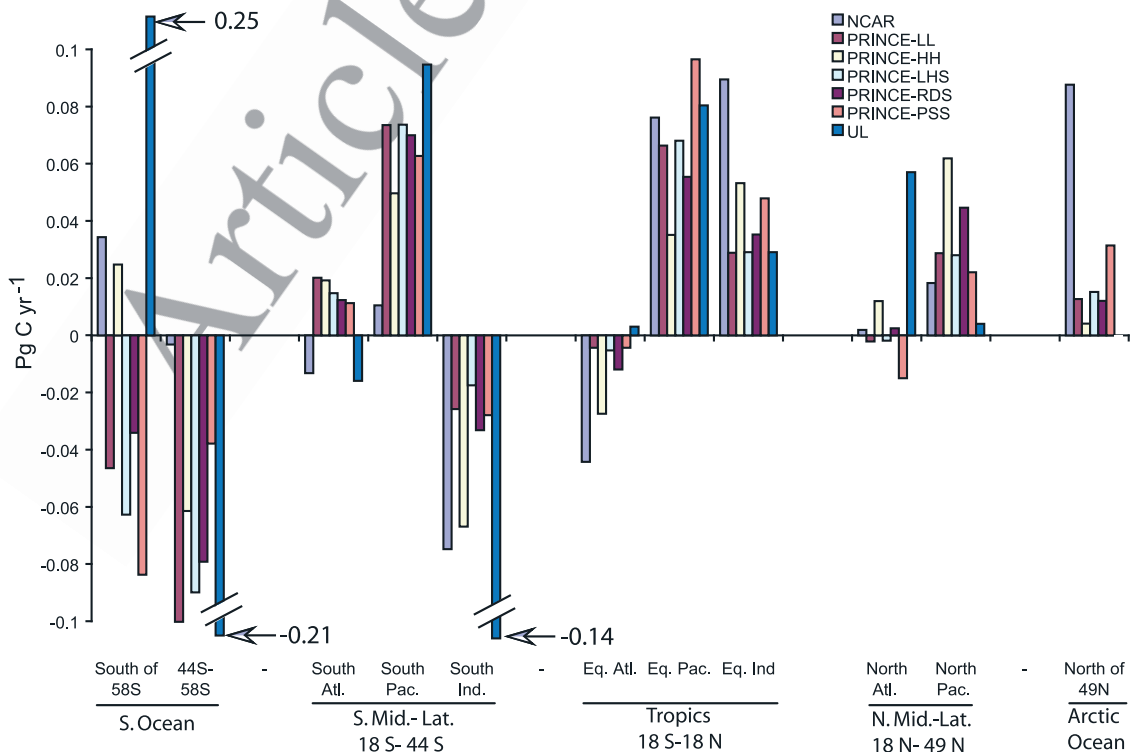 0.25
NCAR
PRINCE-LL
PRINCE-HH
PRINCE-LHS
PRINCE-RDS
PRINCE-PSS
UL
Article
Pg C yr-1
0.1
0.08
0.06
0.04
0.02
0
-0.02
-0.04
-0.06
-0.08
-0.1
-0.21
-0.14
South of
58S
44S-
58S
-
South
Atl.
South
Pac.
South
Ind.
-
Eq. Atl.
Eq. Pac.
Eq. Ind
North
Atl.
North
Pac.
-
North of
49N
S. Ocean
S. Mid.- Lat.
18 S- 44 S
Tropics
18 S-18 N
N. Mid.-Lat.
18 N- 49 N
Arctic
Ocean